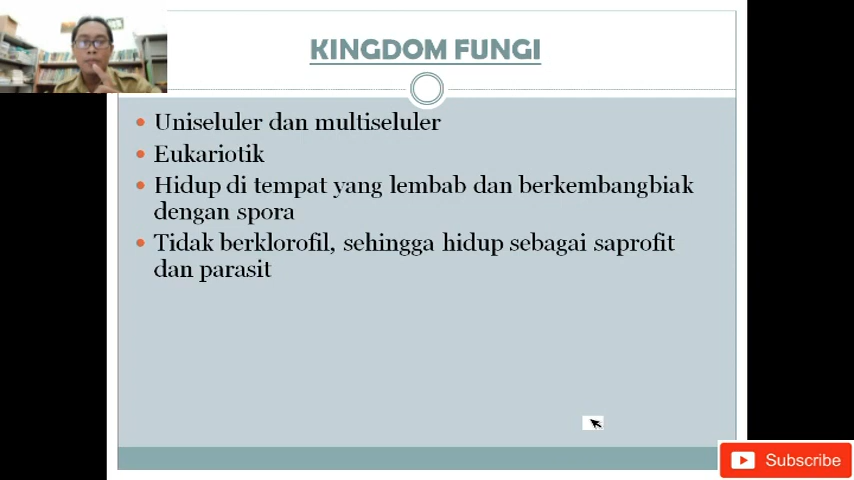 KINGDOM FUNGI
Uniseluler dan multiseluler
Eukariotik
Hidup di tempat yang lembab dan berkembangbiak
dengan spora
Tidak berklorofil, sehingga hidup sebagai saprofit
dan parasit
Subscribe